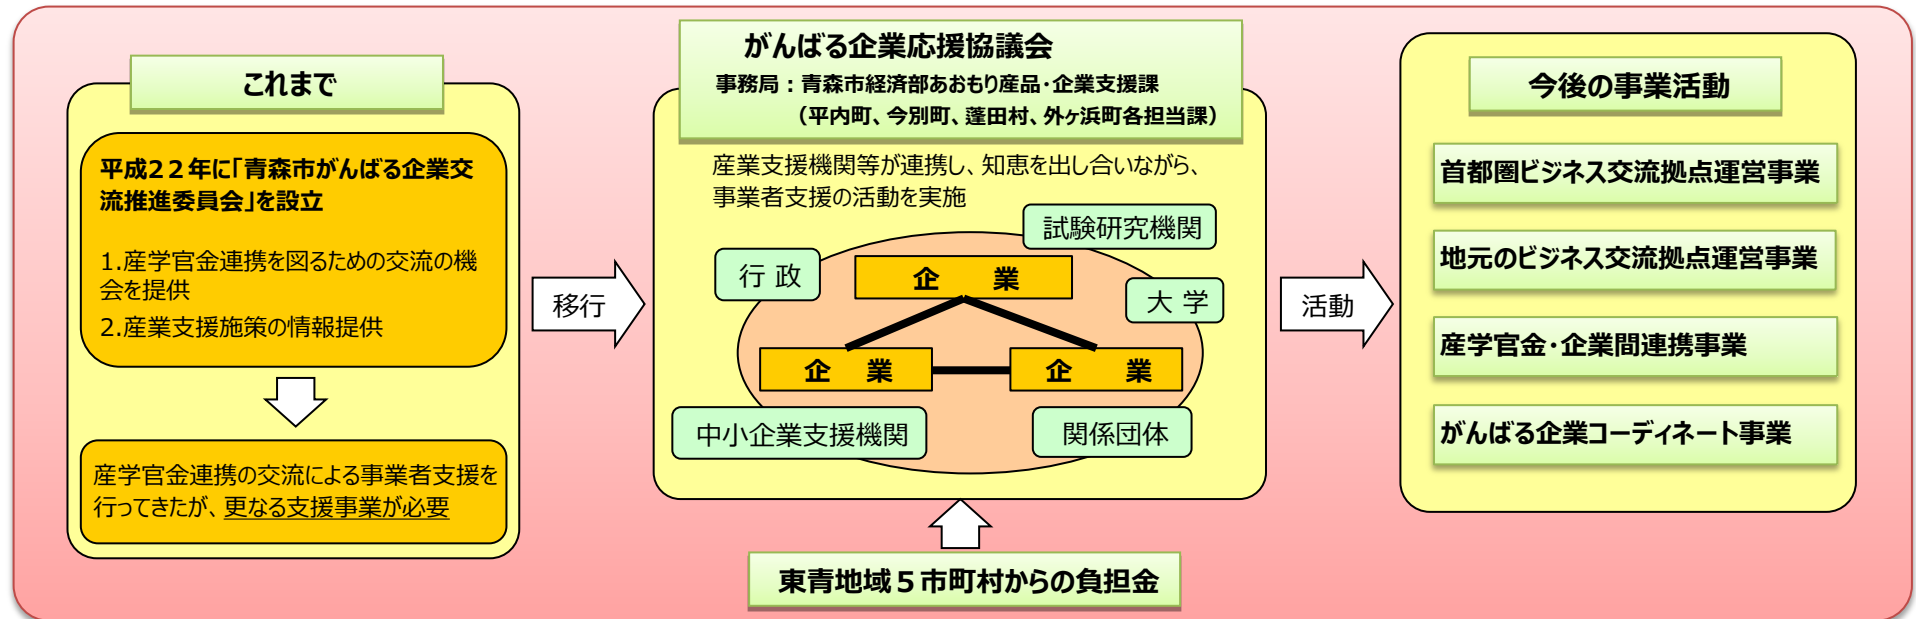 これまで
平成22年に「青森市がんばる企業交
流推進委員会」を設立
1.産学官金連携を図るための交流の機
会を提供
2.産業支援施策の情報提供
産学官金連携の交流による事業者支援を
行ってきたが、更なる支援事業が必要
移行
がんばる企業応援協議会
事務局：青森市経済部あおもり産品・企業支援課
（平内町、今別町、蓬田村、外ヶ浜町各担当課）
産業支援機関等が連携し、知恵を出し合いながら、
事業者支援の活動を実施
試験研究機関
行 政
企　業
大 学
企　業
企　業
中小企業支援機関
関係団体
東青地域５市町村からの負担金
活動
今後の事業活動
首都圏ビジネス交流拠点運営事業
地元のビジネス交流拠点運営事業
産学官金・企業間連携事業
がんばる企業コーディネート事業